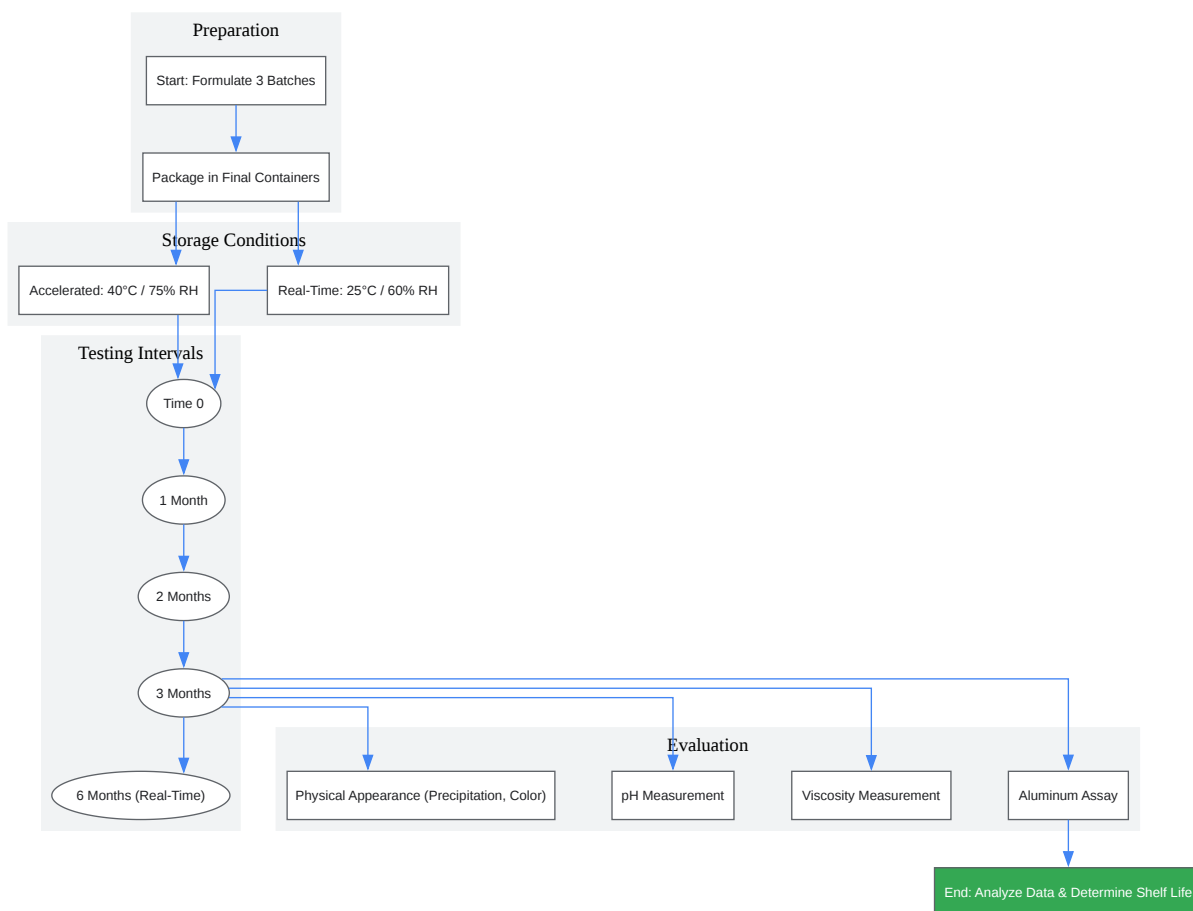 Preparation
Start: Formulate 3 Batches
Package in Final Containers
Storage Conditions
Accelerated: 40°C / 75% RH
Real-Time: 25°C / 60% RH
Testing Intervals
Time 0
1 Month
2 Months
3 Months
6 Months (Real-Time)
Evaluation
Physical Appearance (Precipitation, Color)
pH Measurement
Viscosity Measurement
Aluminum Assay
End: Analyze Data & Determine Shelf Life